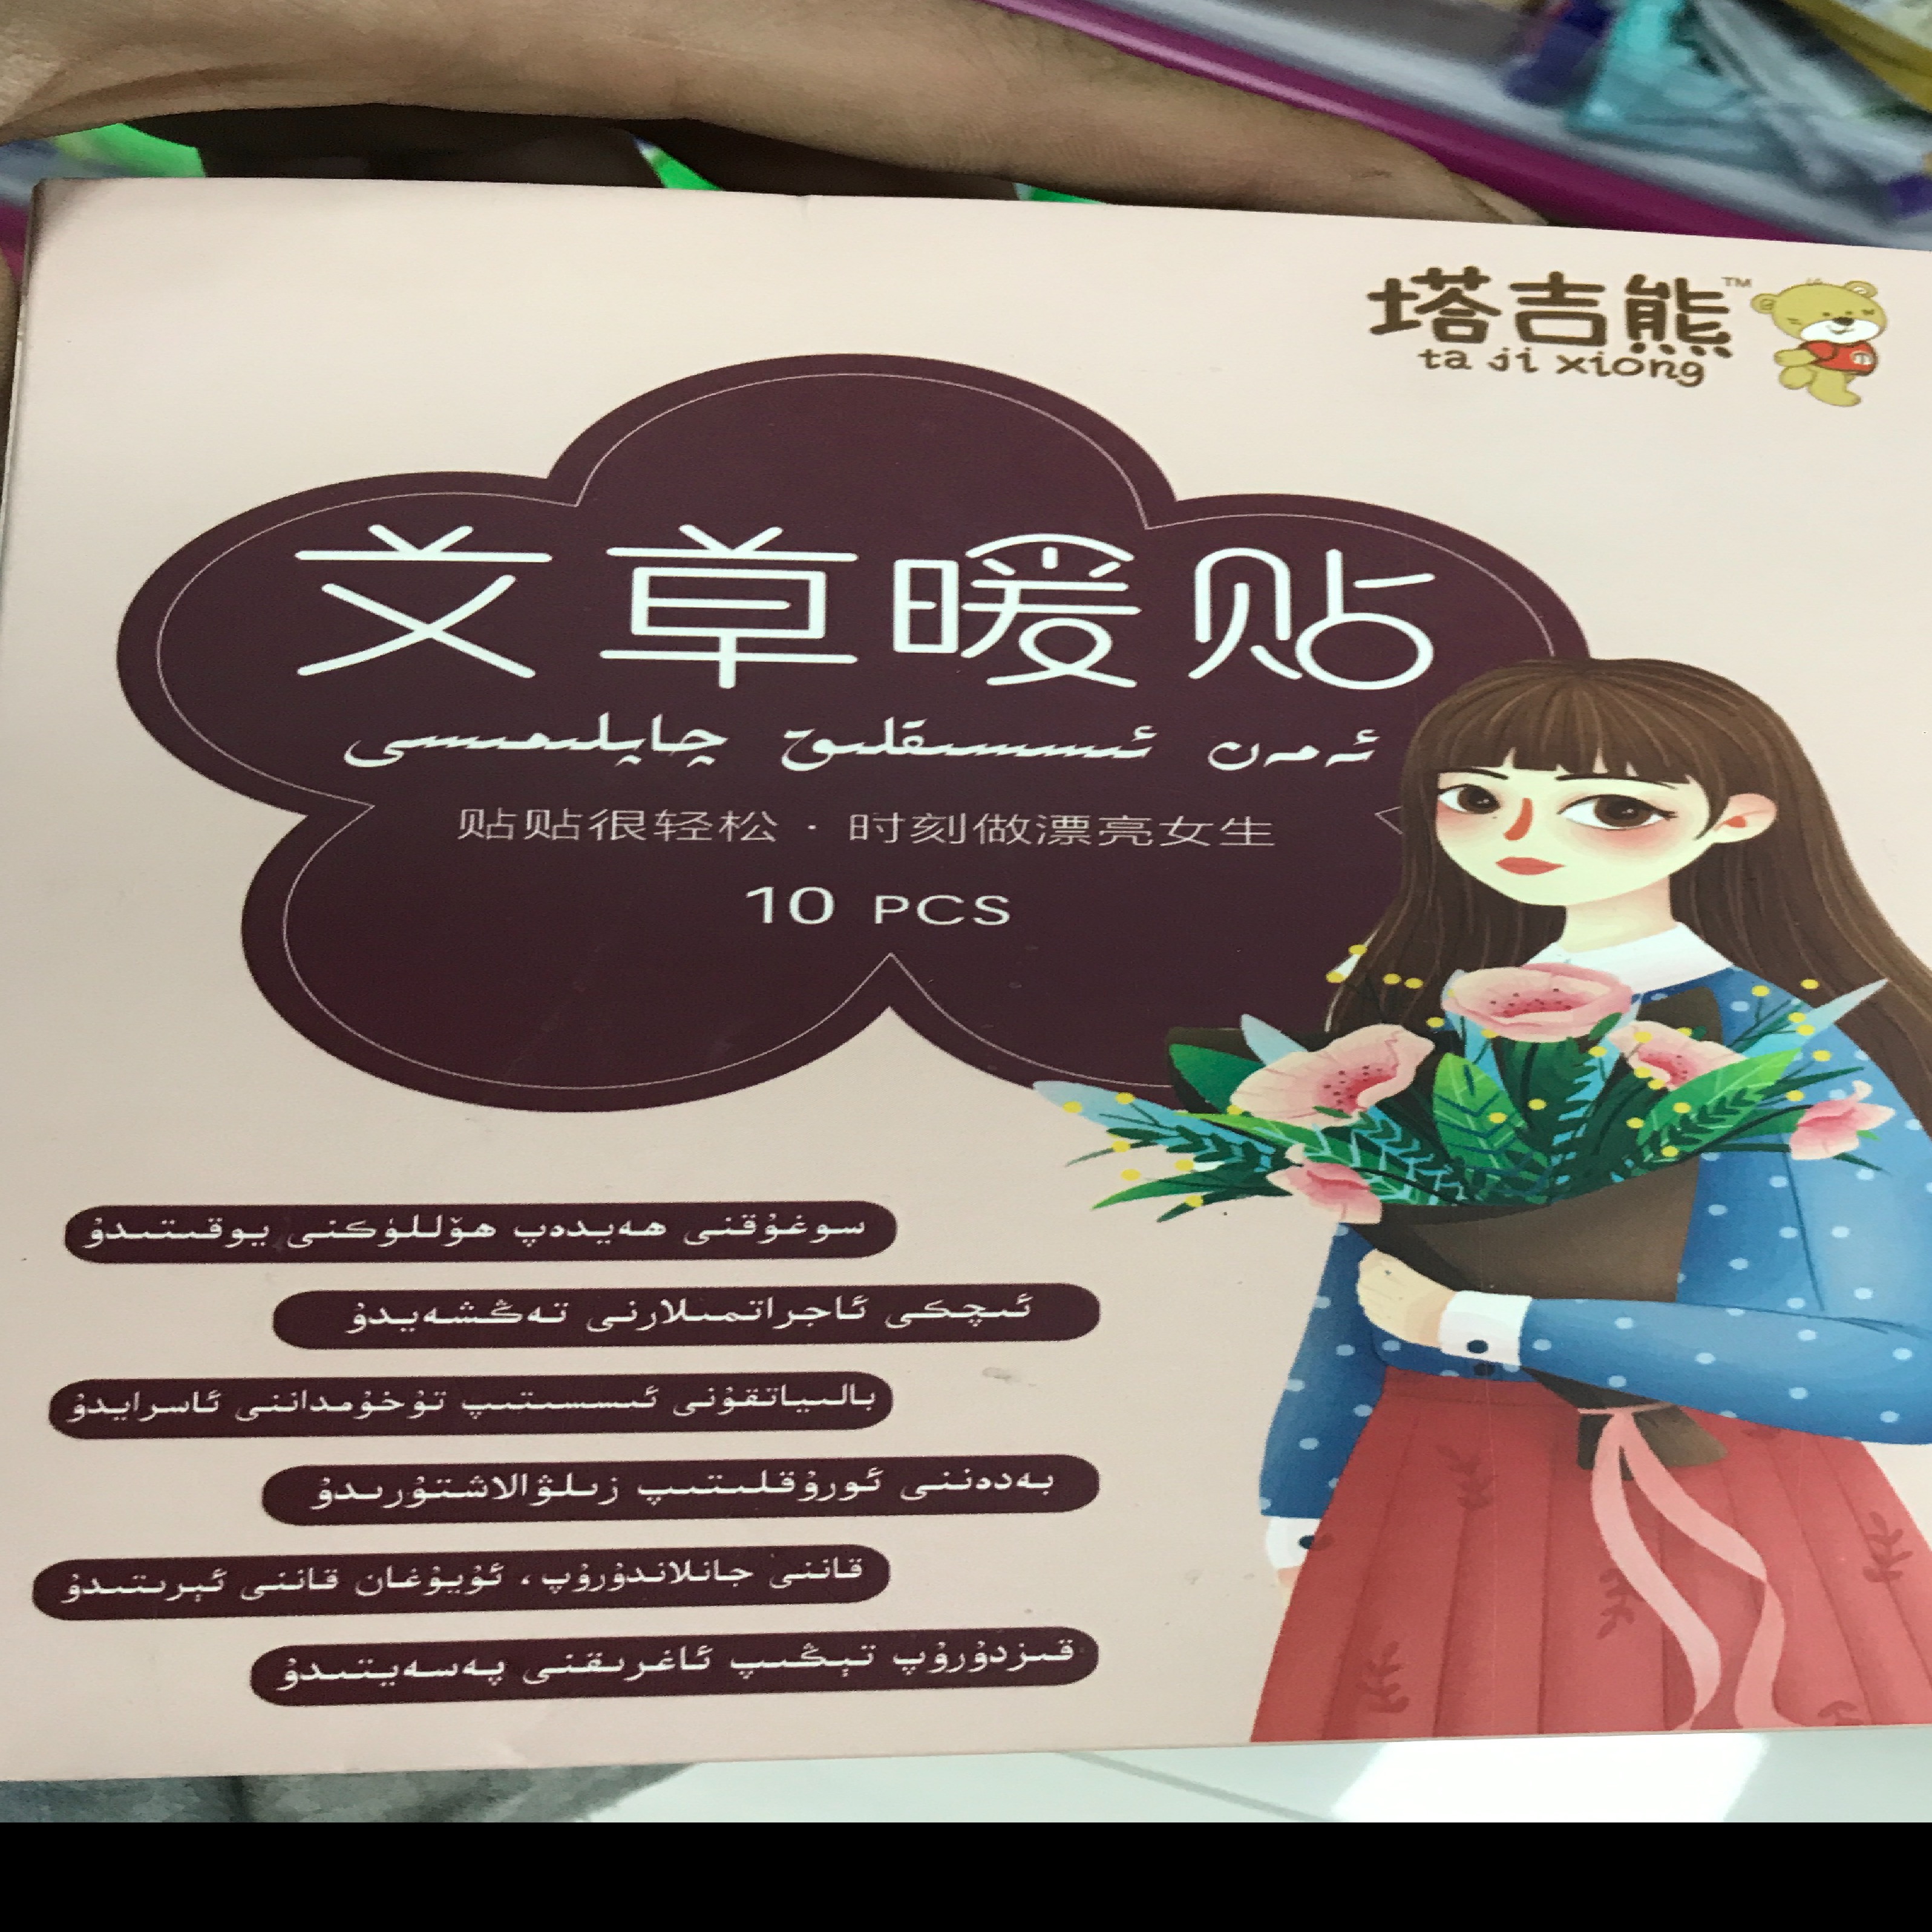 塔吉熊 TM
ta ji xiong
艾草暖贴
ئەمەن ئىسسىقلىق چاپلىمىسى
贴贴很轻松·时刻做漂亮女生
10 PCS
سوغۇقنى ھەيدەپ ھۆللۈكنى يوقىتىدۇ
ئىچكى ئاجراتمىلارنى تەڭشەيدۇ
بالىياتقۇنى ئىسسىتىپ تۇخۇمداننى ئاسرايدۇ
بەدەننى ئورۇقلىتىپ زىلۋالاشتۇرىدۇ
قاننى جانلاندۇرۇپ، ئۇيۇغان قاننى ئېرىتىدۇ
قىزدۇرۇپ تېڭىپ ئاغرىقنى پەسەيتىدۇ